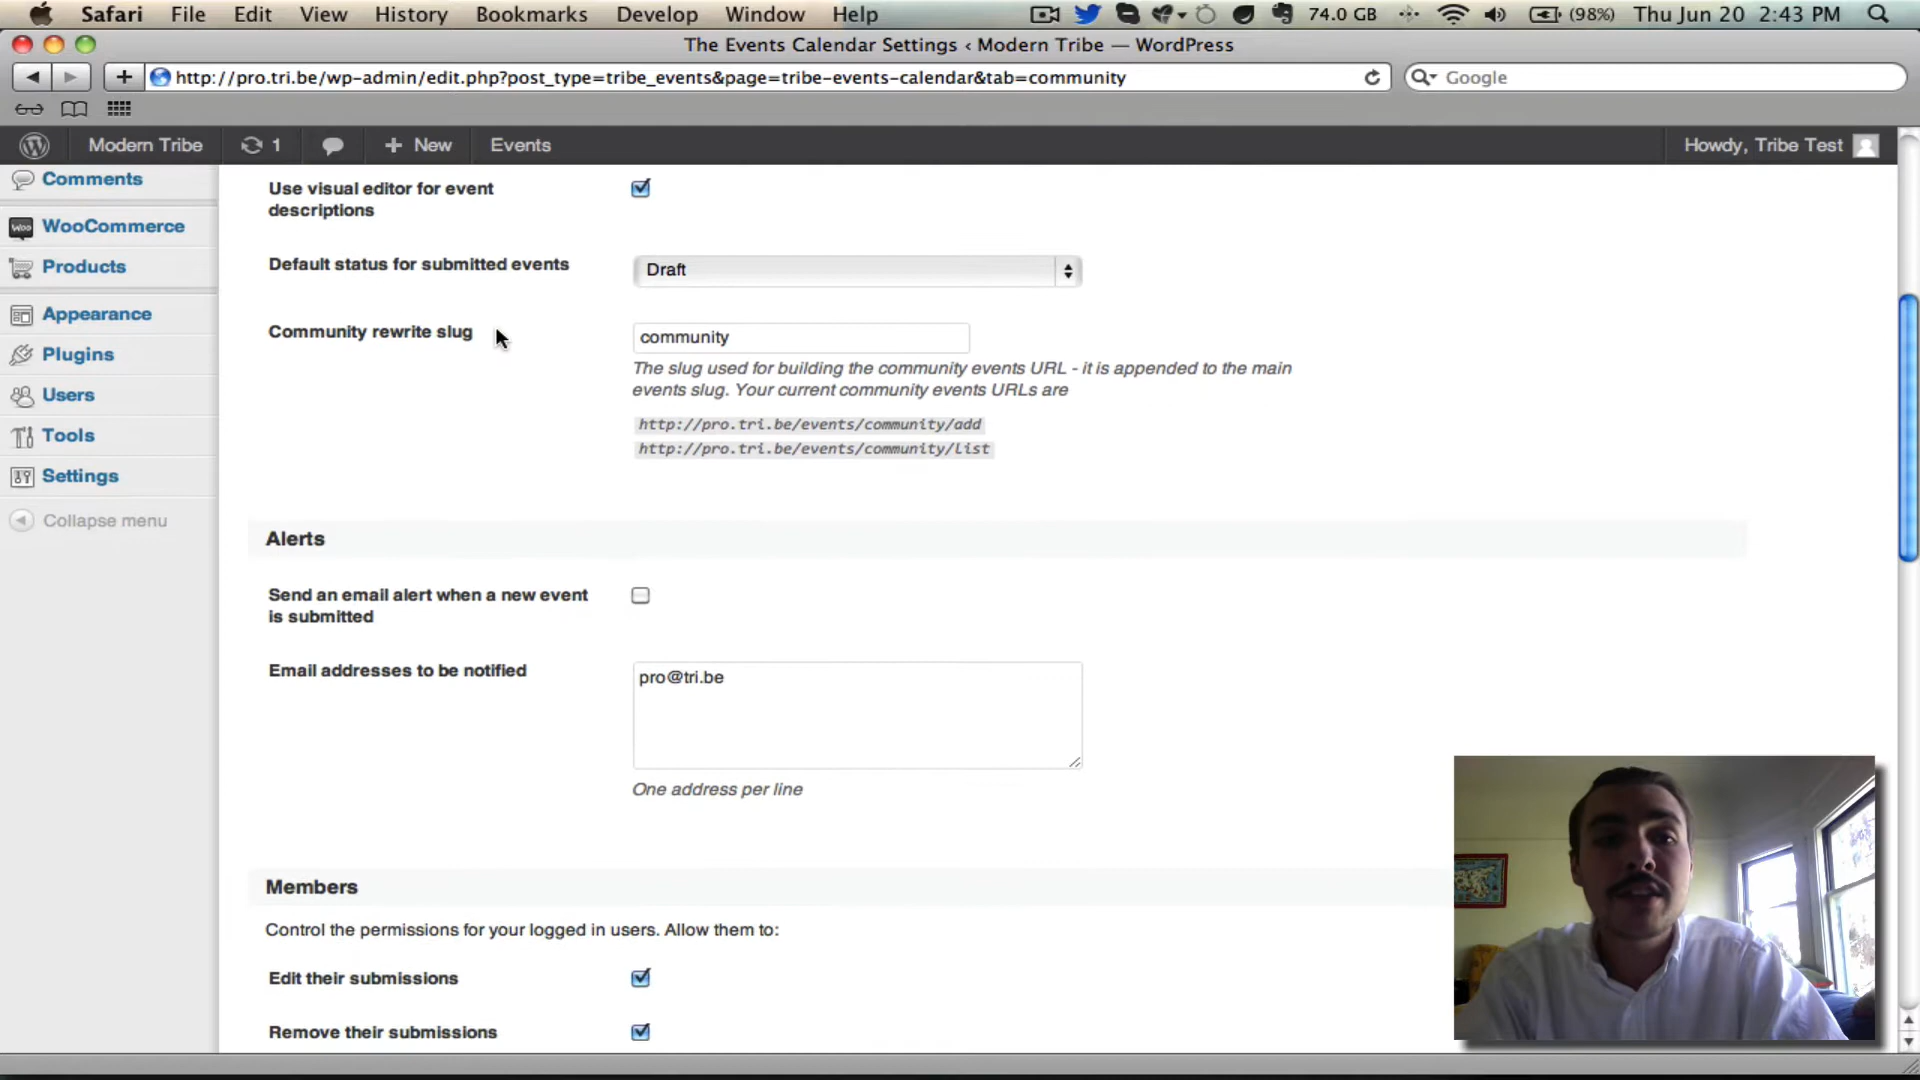 Safari File Edit View History Bookmarks Develop Window Help 74.0 GB (98%) Thu Jun 20 2:43 PM
The Events Calendar Settings ‹ Modern Tribe — WordPress
http://pro.tri.be/wp-admin/edit.php?post_type=tribe_events&page=tribe-events-calendar&tab=community
Google
Modern Tribe 1 + New Events Howdy, Tribe Test
Comments
WooCommerce
Products
Appearance
Plugins
Users
Tools
Settings
Collapse menu
Use visual editor for event
descriptions
Default status for submitted events
Draft
Community rewrite slug
community
The slug used for building the community events URL - it is appended to the main
events slug. Your current community events URLs are
http://pro.tri.be/events/community/add
http://pro.tri.be/events/community/list
Alerts
Send an email alert when a new event
is submitted
Email addresses to be notified
pro@tri.be
One address per line
Members
Control the permissions for your logged in users. Allow them to:
Edit their submissions
Remove their submissions